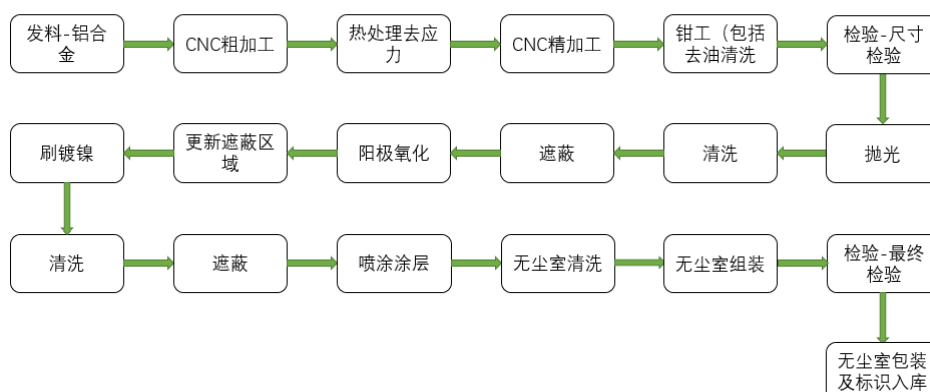 发料-铝合
金
CNC粗加工
热处理去应
力
CNC精加工
钳工（包括
去油清洗
检验-尺寸
检验
抛光
清洗
遮蔽
阳极氧化
更新遮蔽区
域
刷镀镍
清洗
遮蔽
喷涂涂层
无尘室清洗
无尘室组装
检验-最终
检验
无尘室包装
及标识入库